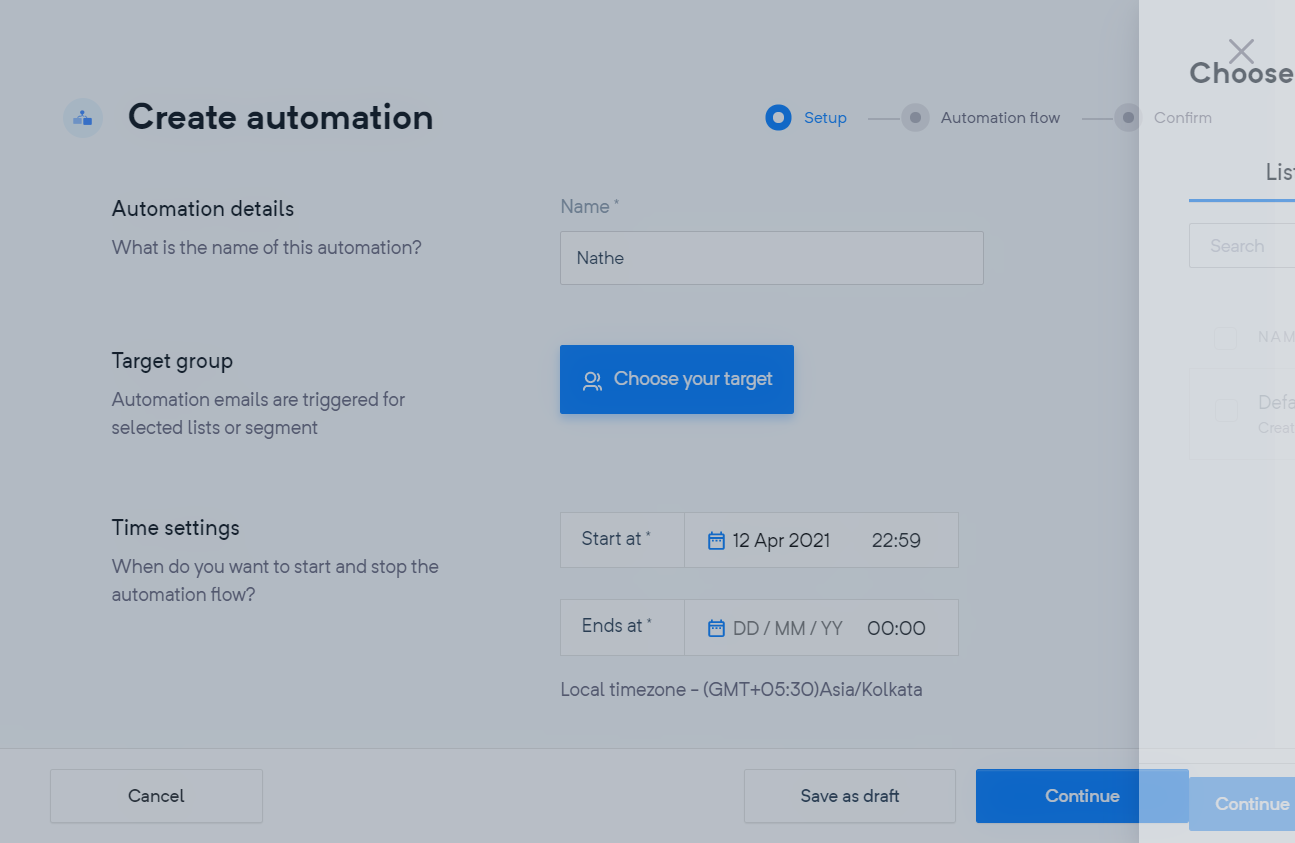 Create automation
Setup
Automation flow
Confirm
Automation details
What is the name of this automation?
Name *
Nathe
Target group
Automation emails are triggered for
selected lists or segment
Choose your target
Time settings
When do you want to start and stop the
automation flow?
Start at *
12 Apr 2021
22:59
Ends at *
DD / MM / YY
00:00
Local timezone - (GMT+05:30)Asia/Kolkata
Cancel
Save as draft
Continue
Choose
List
Search
NAM
Defa
Creat
Continue